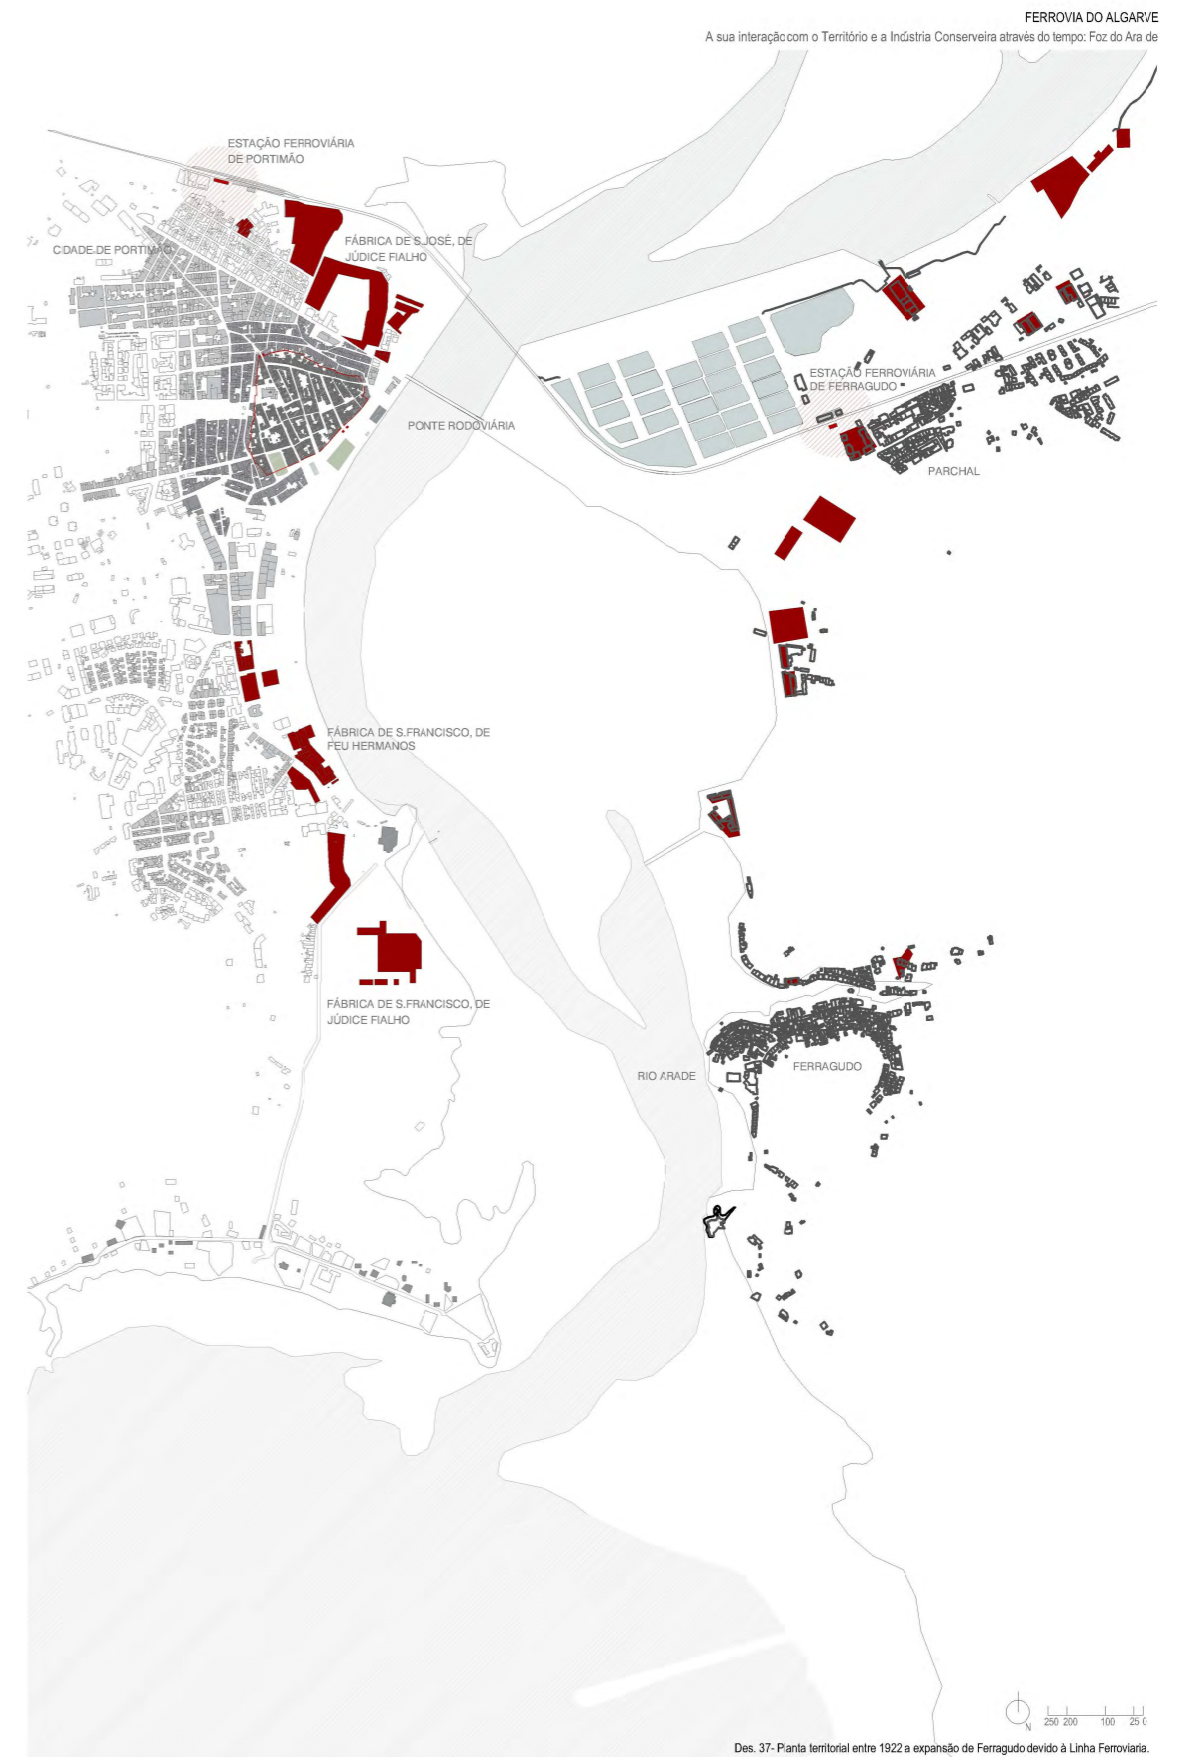 FERROVIA DO ALGARVE
A sua interação com o Território e a Indústria Conserveira através do tempo: Foz do Ara de
ESTAÇÃO FERROVIÁRIA
DE PORTIMÃO
CIDADE DE PORTIMÃO
FÁBRICA DE S.JOSÉ, DE
JÚDICE FIALHO
ESTAÇÃO FERROVIÁRIA
DE FERRAGUDO
PONTE RODOVIÁRIA
PARCHAL
FÁBRICA DE S.FRANCISCO, DE
FEU HERMANOS
FÁBRICA DE S.FRANCISCO, DE
JÚDICE FIALHO
RIO ARADE
FERRAGUDO
N
250 200 100 25 0
Des. 37- Planta territorial entre 1922 a expansão de Ferragudo devido à Linha Ferroviaria.